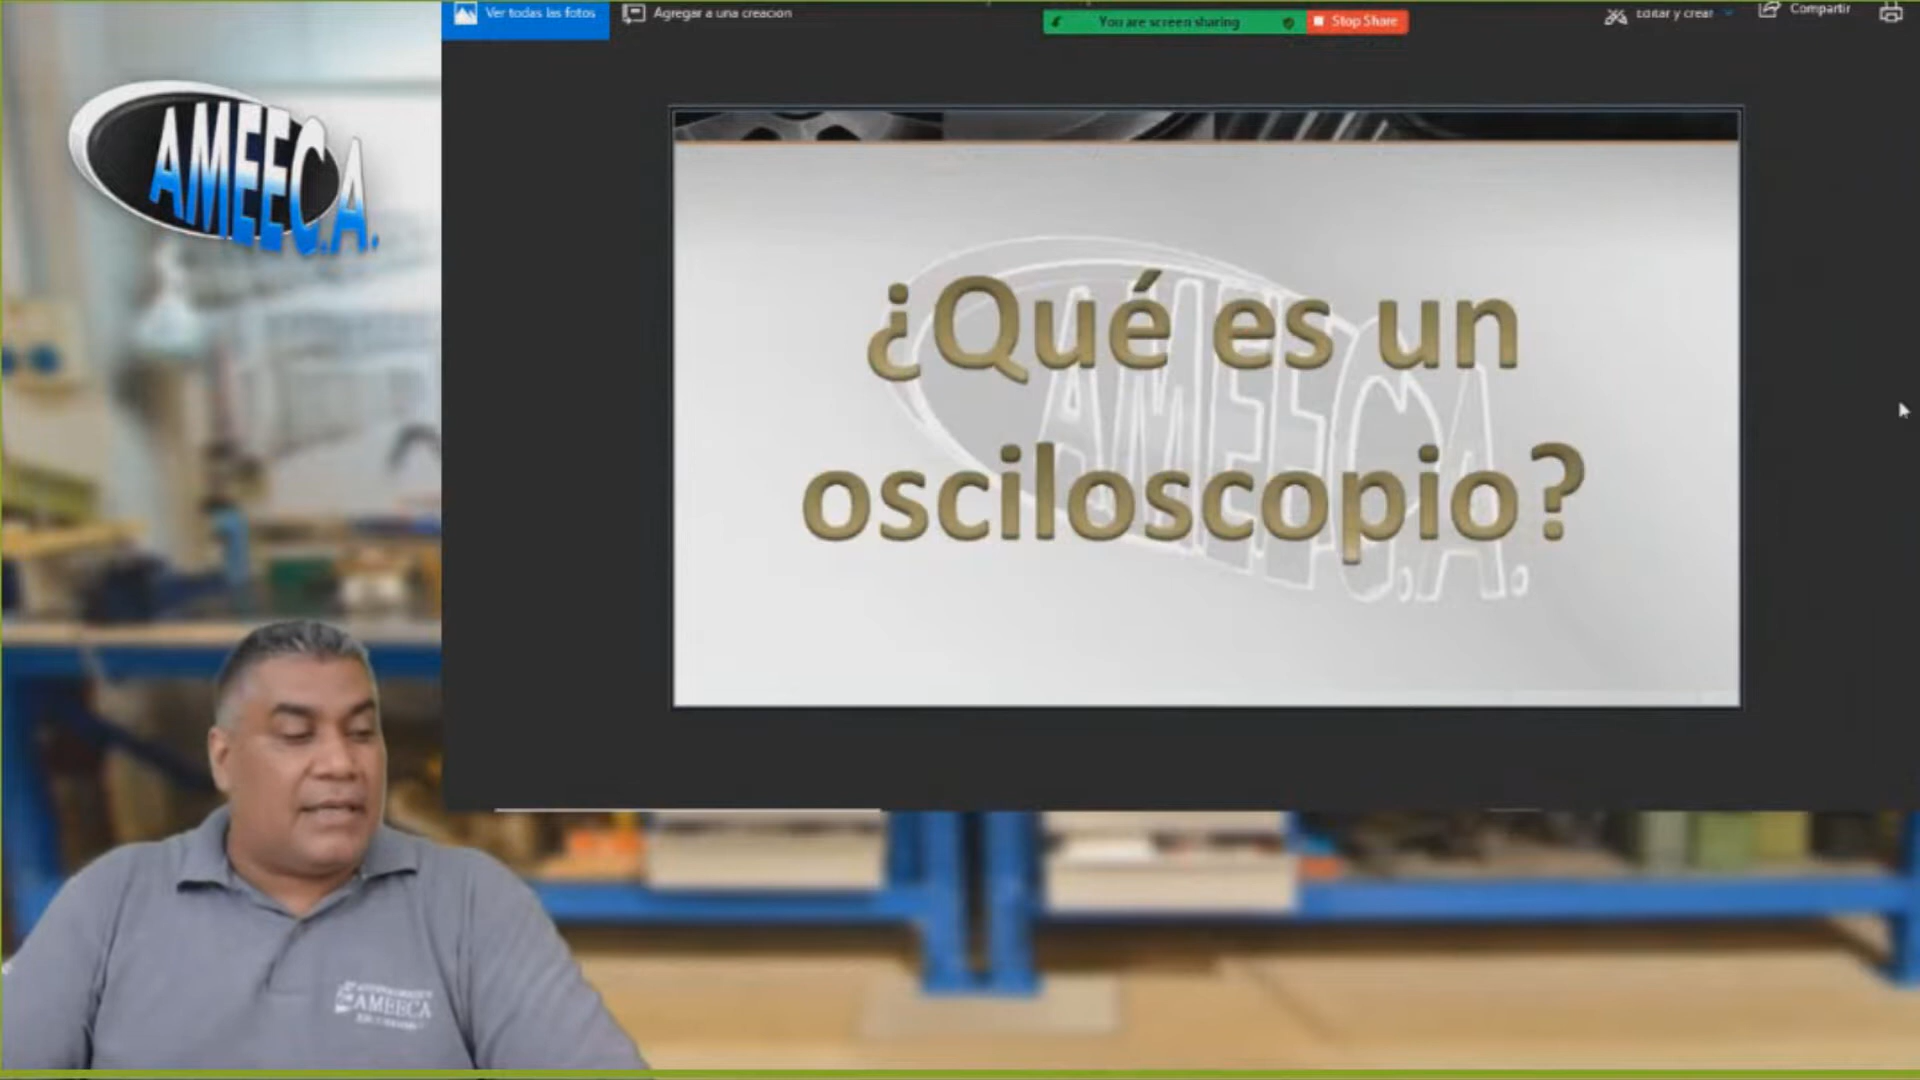 Ver todas las fotos
Agregar a una creación
You are screen sharing
Stop Share
Editar y crear
Compartir
AMEEC.A.
¿Qué es un
osciloscopio?
AMEEC.A.
AMEECA